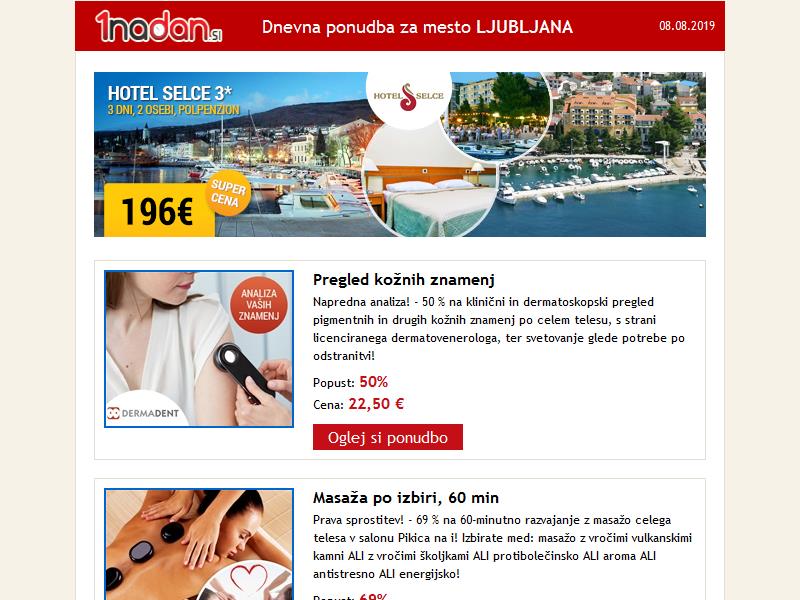 1nadan.si
Dnevna ponudba za mesto LJUBLJANA
08.08.2019
HOTEL SELCE 3*
3 DNI, 2 OSEBI, POLPENZION
HOTEL SELCE
196€
SUPER
CENA
ANALIZA
VAŠIH
ZNAMENJ
DERMADENT
Pregled kožnih znamenj
Napredna analiza! - 50 % na klinični in dermatoskopski pregled
pigmentnih in drugih kožnih znamenj po celem telesu, s strani
licenciranega dermatovenerologa, ter svetovanje glede potrebe po
odstranitvi!
Popust: 50%
Cena: 22,50 €
Oglej si ponudbo
Masaža po izbiri, 60 min
Prava sprostitev! - 69 % na 60-minutno razvajanje z masažo celega
telesa v salonu Pikica na i! Izbirate med: masažo z vročimi vulkanskimi
kamni ALI z vročimi školjkami ALI protibolečinsko ALI aroma ALI
antistresno ALI energijsko!
Popust: 69%